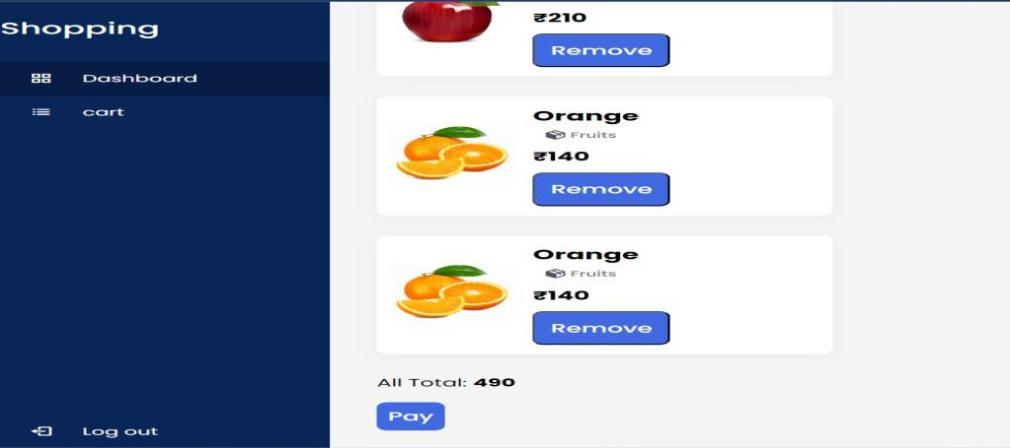 Shopping
Dashboard
cart
Log out
₹210
Remove
Orange
Fruits
₹140
Remove
Orange
Fruits
₹140
Remove
All Total: 490
Pay